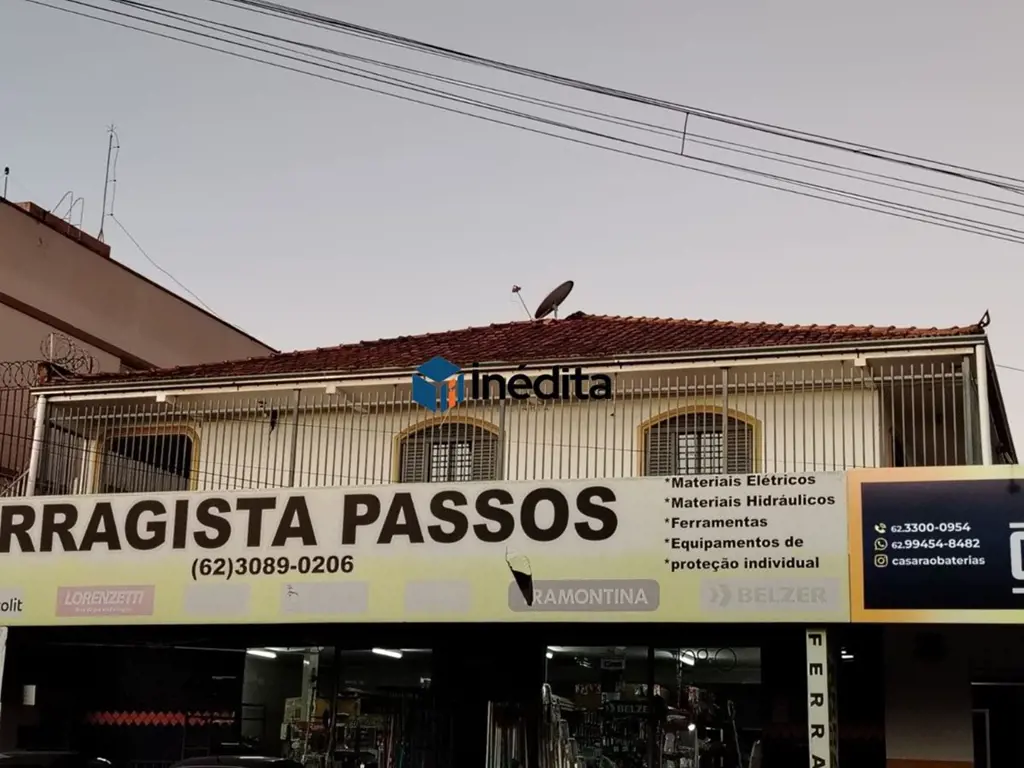 Inédita
RRAGISTA PASSOS
(62)3089-0206
*Materiais Elétricos
*Materiais Hidráulicos
*Ferramentas
*Equipamentos de
*proteção individual
olit
LORENZETTI
RAMONTINA
BELZER
62.3300-0954
62.99454-8482
casaraobaterias
FERRA